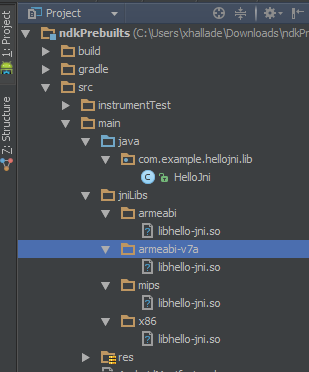 1: Project
Z: Structure
Project
ndkPrebuilts (C:\Users\xhallade\Downloads\ndkPr
build
gradle
src
instrumentTest
main
java
com.example.hellojni.lib
HelloJni
jniLibs
armeabi
libhello-jni.so
armeabi-v7a
libhello-jni.so
mips
libhello-jni.so
x86
libhello-jni.so
res